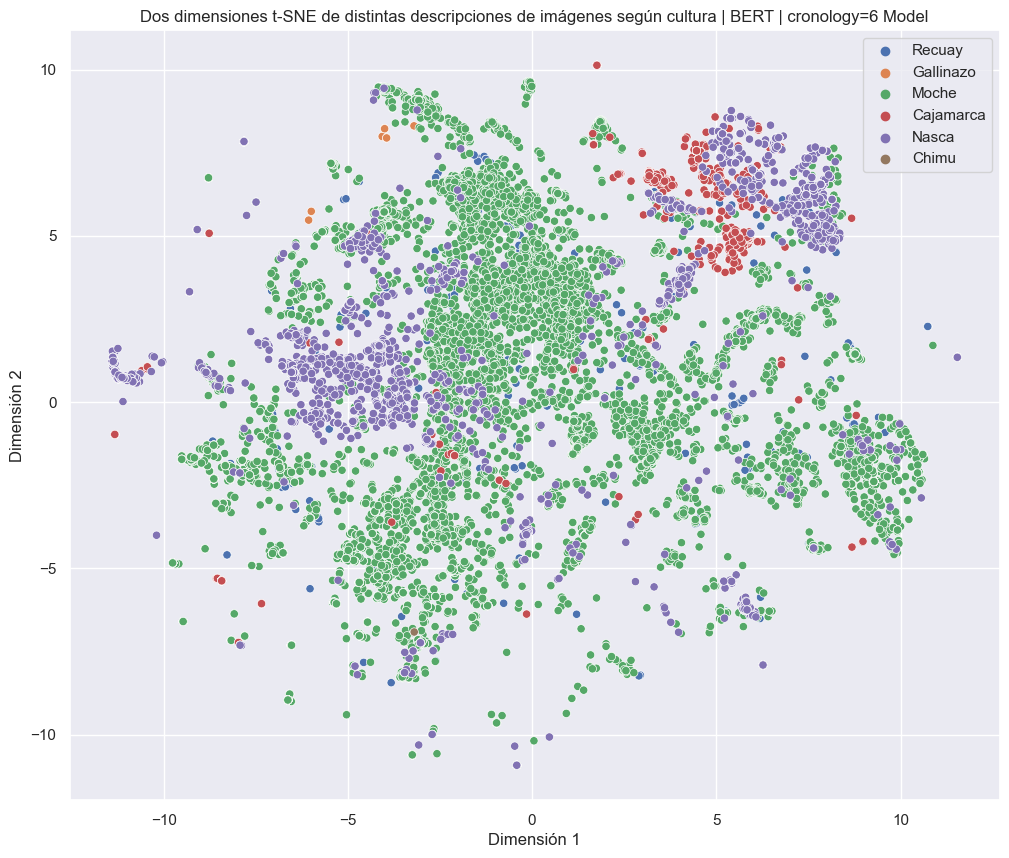 Dos dimensiones t-SNE de distintas descripciones de imágenes según cultura | BERT | cronology=6 Model
Recuay
Gallinazo
Moche
Cajamarca
Nasca
Chimu
10
5
0
−5
−10
Dimensión 2
−10
−5
0
5
10
Dimensión 1